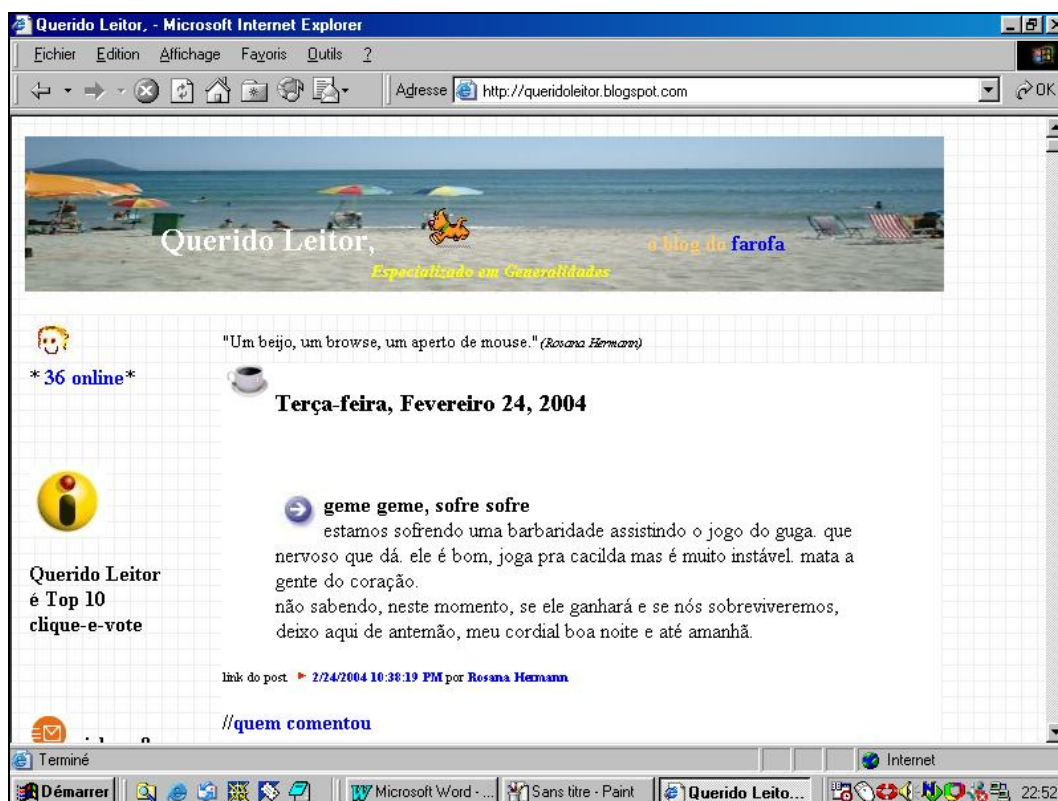 Querido Leitor, - Microsoft Internet Explorer
Fichier Edition Affichage Favoris Outils ?
Adresse http://queridoleitor.blogspot.com OK
Querido Leitor,
o blog do farofa
Especializado em Generalidades
"Um beijo, um browse, um aperto de mouse." (Rosana Hermann)
* 36 online*
Terça-feira, Fevereiro 24, 2004
geme geme, sofre sofre
estamos sofrendo uma barbaridade assistindo o jogo do guga. que
nervoso que dá. ele é bom, joga pra cacilda mas é muito instável. mata a
gente do coração.
não sabendo, neste momento, se ele ganhará e se nós sobreviveremos,
deixo aqui de antemão, meu cordial boa noite e até amanhã.
Querido Leitor
é Top 10
clique-e-vote
link do post 2/24/2004 10:38:19 PM por Rosana Hermann
//quem comentou
Terminé Internet
Démarrer Microsoft Word - ... Sans titre - Paint Querido Leito... 22:52